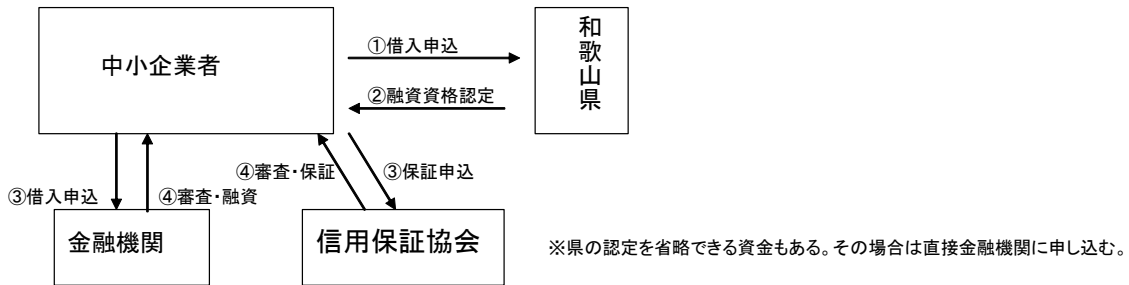 中小企業者
①借入申込
和歌山県
②融資資格認定
④審査・保証
③保証申込
③借入申込
④審査・融資
金融機関
信用保証協会
※県の認定を省略できる資金もある。その場合は直接金融機関に申し込む。